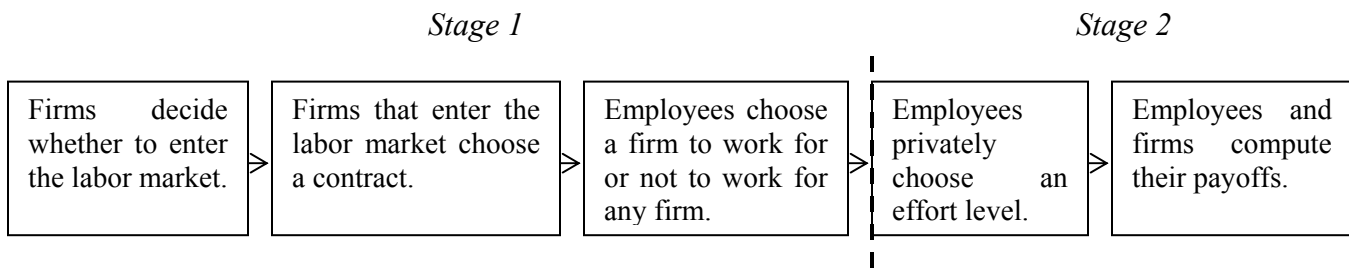 Stage 1
Stage 2
Firms decide
whether to enter
the labor market.
Firms that enter the
labor market choose
a contract.
Employees choose
a firm to work for
or not to work for
any firm.
Employees
privately
choose an
effort level.
Employees and
firms compute
their payoffs.